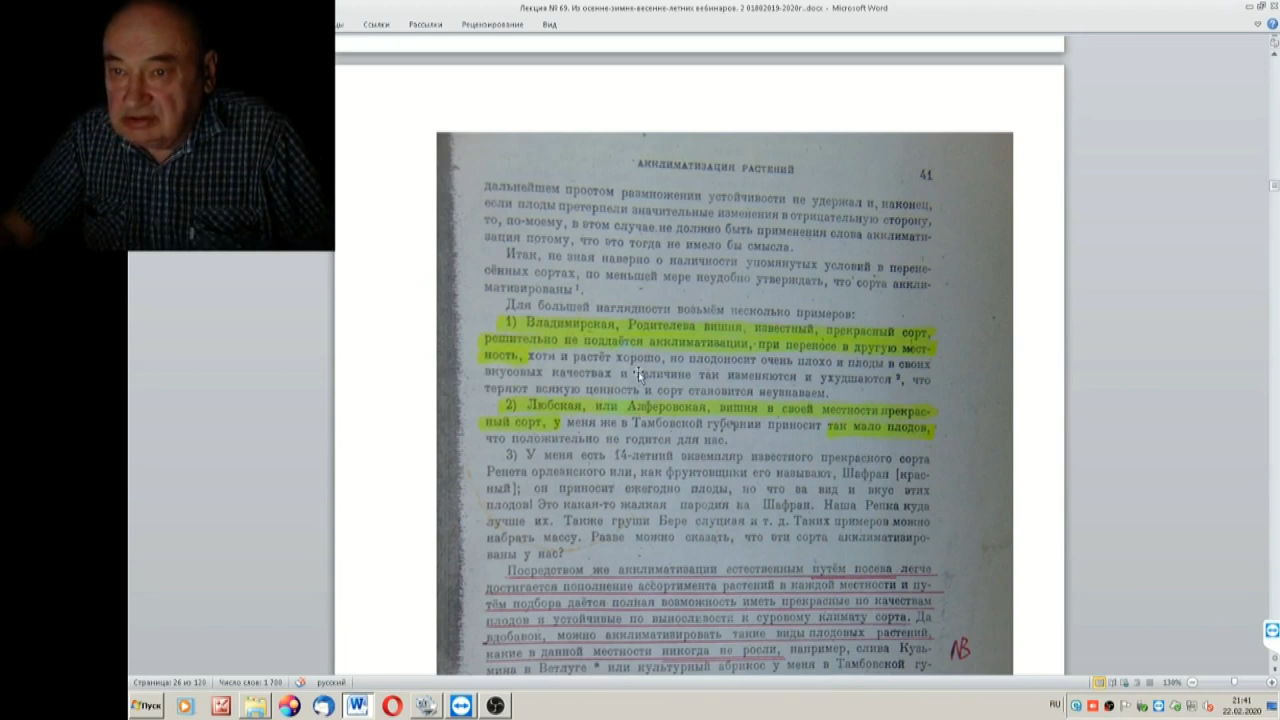 Лекция № 69. Из осенне-зимне-весенне-летних вебинаров. 2 01802019-2020г..docx - Microsoft Word
Ссылки Рассылки Рецензирование Вид
АККЛИМАТИЗАЦИЯ РАСТЕНИЙ 41
дальнейшем простом размножении устойчивости не удержал и, наконец,
если плоды претерпели значительные изменения в отрицательную сторону,
то, по-моему, в этом случае не должно быть применения слова акклимати-
зация потому, что это тогда не имело бы смысла.
Итак, не зная наверно о наличности упомянутых условий в перене-
сённых сортах, по меньшей мере неудобно утверждать, что сорта аккли-
матизированы ¹.
Для большей наглядности возьмём несколько примеров:
1) Владимирская, Родителева вишня, известный, прекрасный сорт,
решительно не поддаётся акклиматизации, при переносе в другую мест-
ность, хотя и растёт хорошо, но плодоносит очень плохо и плоды в своих
вкусовых качествах и величине так изменяются и ухудшаются ², что
теряют всякую ценность и сорт становится неузнаваем.
2) Любская, или Алферовская, вишня в своей местности прекрас-
ный сорт, у меня же в Тамбовской губернии приносит так мало плодов,
что положительно не годится для нас.
3) У меня есть 14-летний экземпляр известного прекрасного сорта
Ренета орлеанского или, как фруктовщики его называют, Шафран [крас-
ный]; он приносит ежегодно плоды, но что за вид и вкус этих
плодов! Это какая-то жалкая пародия на Шафран. Наша Репка куда
лучше их. Также груши Бере слуцкая и т. д. Таких примеров можно
набрать массу. Разве можно сказать, что эти сорта акклиматизиро-
ваны у нас?
Посредством же акклиматизации естественным путём посева легче
достигается пополнение ассортимента растений в каждой местности и пу-
тём подбора даётся полная возможность иметь прекрасные по качествам
плодов и устойчивые по выносливости к суровому климату сорта. Да
вдобавок, можно акклиматизировать такие виды плодовых растений,
какие в данной местности никогда не росли, например, слива Кузь-
мина в Ветлуге * или культурный абрикос у меня в Тамбовской гу-
NB
Страница: 26 из 120 Число слов: 1 700 русский 130%
Пуск RU 21:41
22.02.2020